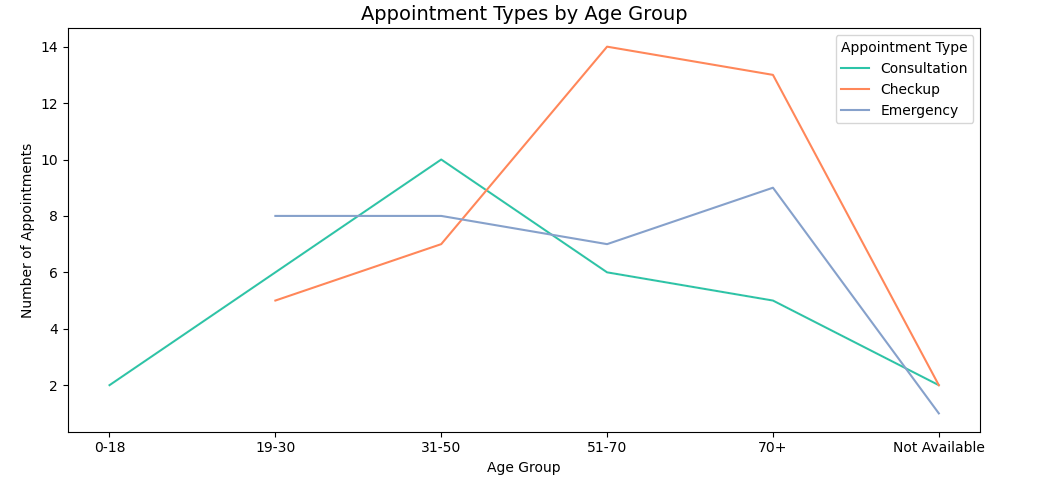 Appointment Types by Age Group
Appointment Type
Consultation
Checkup
Emergency
Number of Appointments
14
12
10
8
6
4
2
0-18 19-30 31-50 51-70 70+ Not Available
Age Group